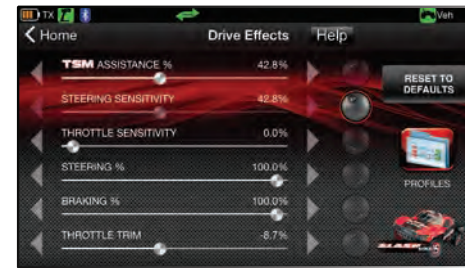 TX
Veh
Home
Drive Effects
Help
TSM ASSISTANCE %
42.8%
RESET TO
DEFAULTS
STEERING SENSITIVITY
42.8%
THROTTLE SENSITIVITY
0.0%
STEERING %
100.0%
PROFILES
BRAKING %
100.0%
THROTTLE TRIM
-8.7%
SLASH